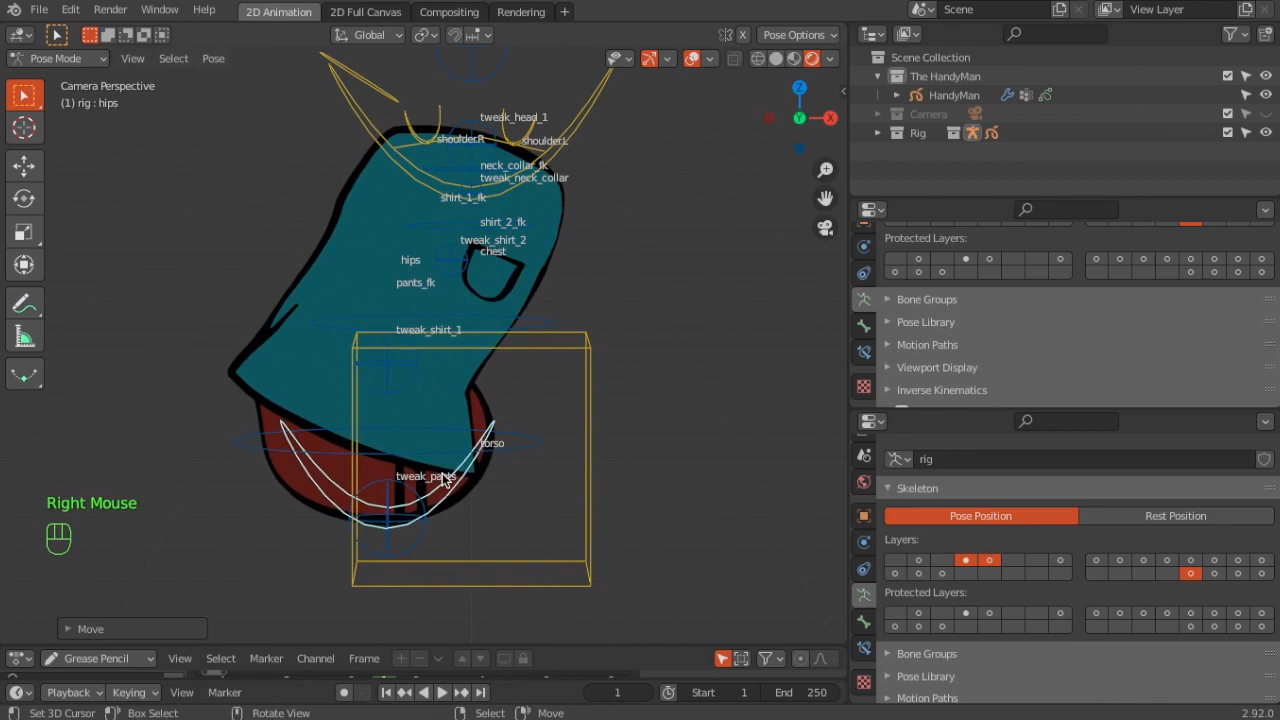 File Edit Render Window Help 2D Animation 2D Full Canvas Compositing Rendering + Scene View Layer
Global Pose Options
Pose Mode View Select Pose
Camera Perspective
(1) rig : hips
Z
X
Y
tweak_head_1
shoulder.R
shoulder.L
neck_collar_fk
tweak_neck_collar
shirt_1_fk
shirt_2_fk
tweak_shirt_2
chest
hips
pants_fk
tweak_shirt_1
torso
Right Mouse
Move
Scene Collection
The HandyMan
HandyMan
Camera
Rig
Protected Layers:
Bone Groups
Pose Library
Motion Paths
Viewport Display
Inverse Kinematics
rig
Skeleton
Pose Position Rest Position
Layers:
Protected Layers:
Bone Groups
Pose Library
Motion Paths
Grease Pencil View Select Marker Channel Frame
Playback Keying View Marker 1 Start 1 End 250
Set 3D Cursor Box Select Rotate View Select Move 2.92.0